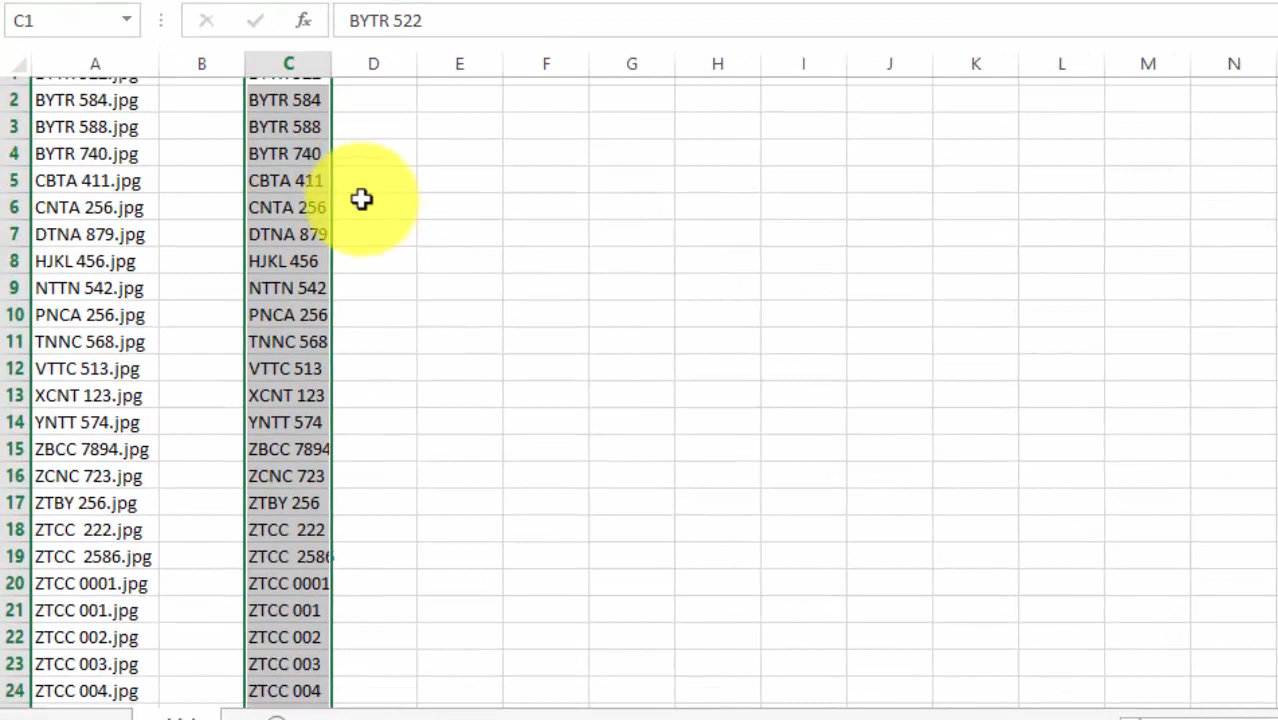 C1 fx BYTR 522
A B C D E F G H I J K L M N
2 BYTR 584.jpg BYTR 584
3 BYTR 588.jpg BYTR 588
4 BYTR 740.jpg BYTR 740
5 CBTA 411.jpg CBTA 411
6 CNTA 256.jpg CNTA 256
7 DTNA 879.jpg DTNA 879
8 HJKL 456.jpg HJKL 456
9 NTTN 542.jpg NTTN 542
10 PNCA 256.jpg PNCA 256
11 TNNC 568.jpg TNNC 568
12 VTTC 513.jpg VTTC 513
13 XCNT 123.jpg XCNT 123
14 YNTT 574.jpg YNTT 574
15 ZBCC 7894.jpg ZBCC 7894
16 ZCNC 723.jpg ZCNC 723
17 ZTBY 256.jpg ZTBY 256
18 ZTCC  222.jpg ZTCC  222
19 ZTCC  2586.jpg ZTCC  2586
20 ZTCC 0001.jpg ZTCC 0001
21 ZTCC 001.jpg ZTCC 001
22 ZTCC 002.jpg ZTCC 002
23 ZTCC 003.jpg ZTCC 003
24 ZTCC 004.jpg ZTCC 004